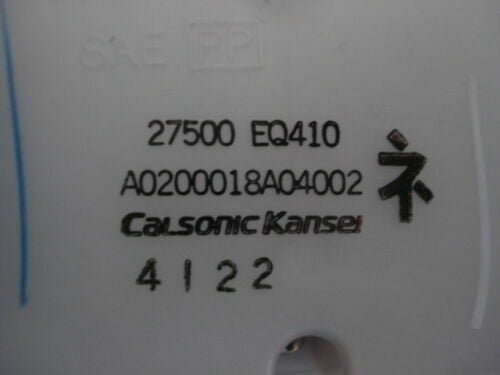 SAE PP
27500 EQ410
A0200018A04002 ネ
CALSONIC KANSEI
4122